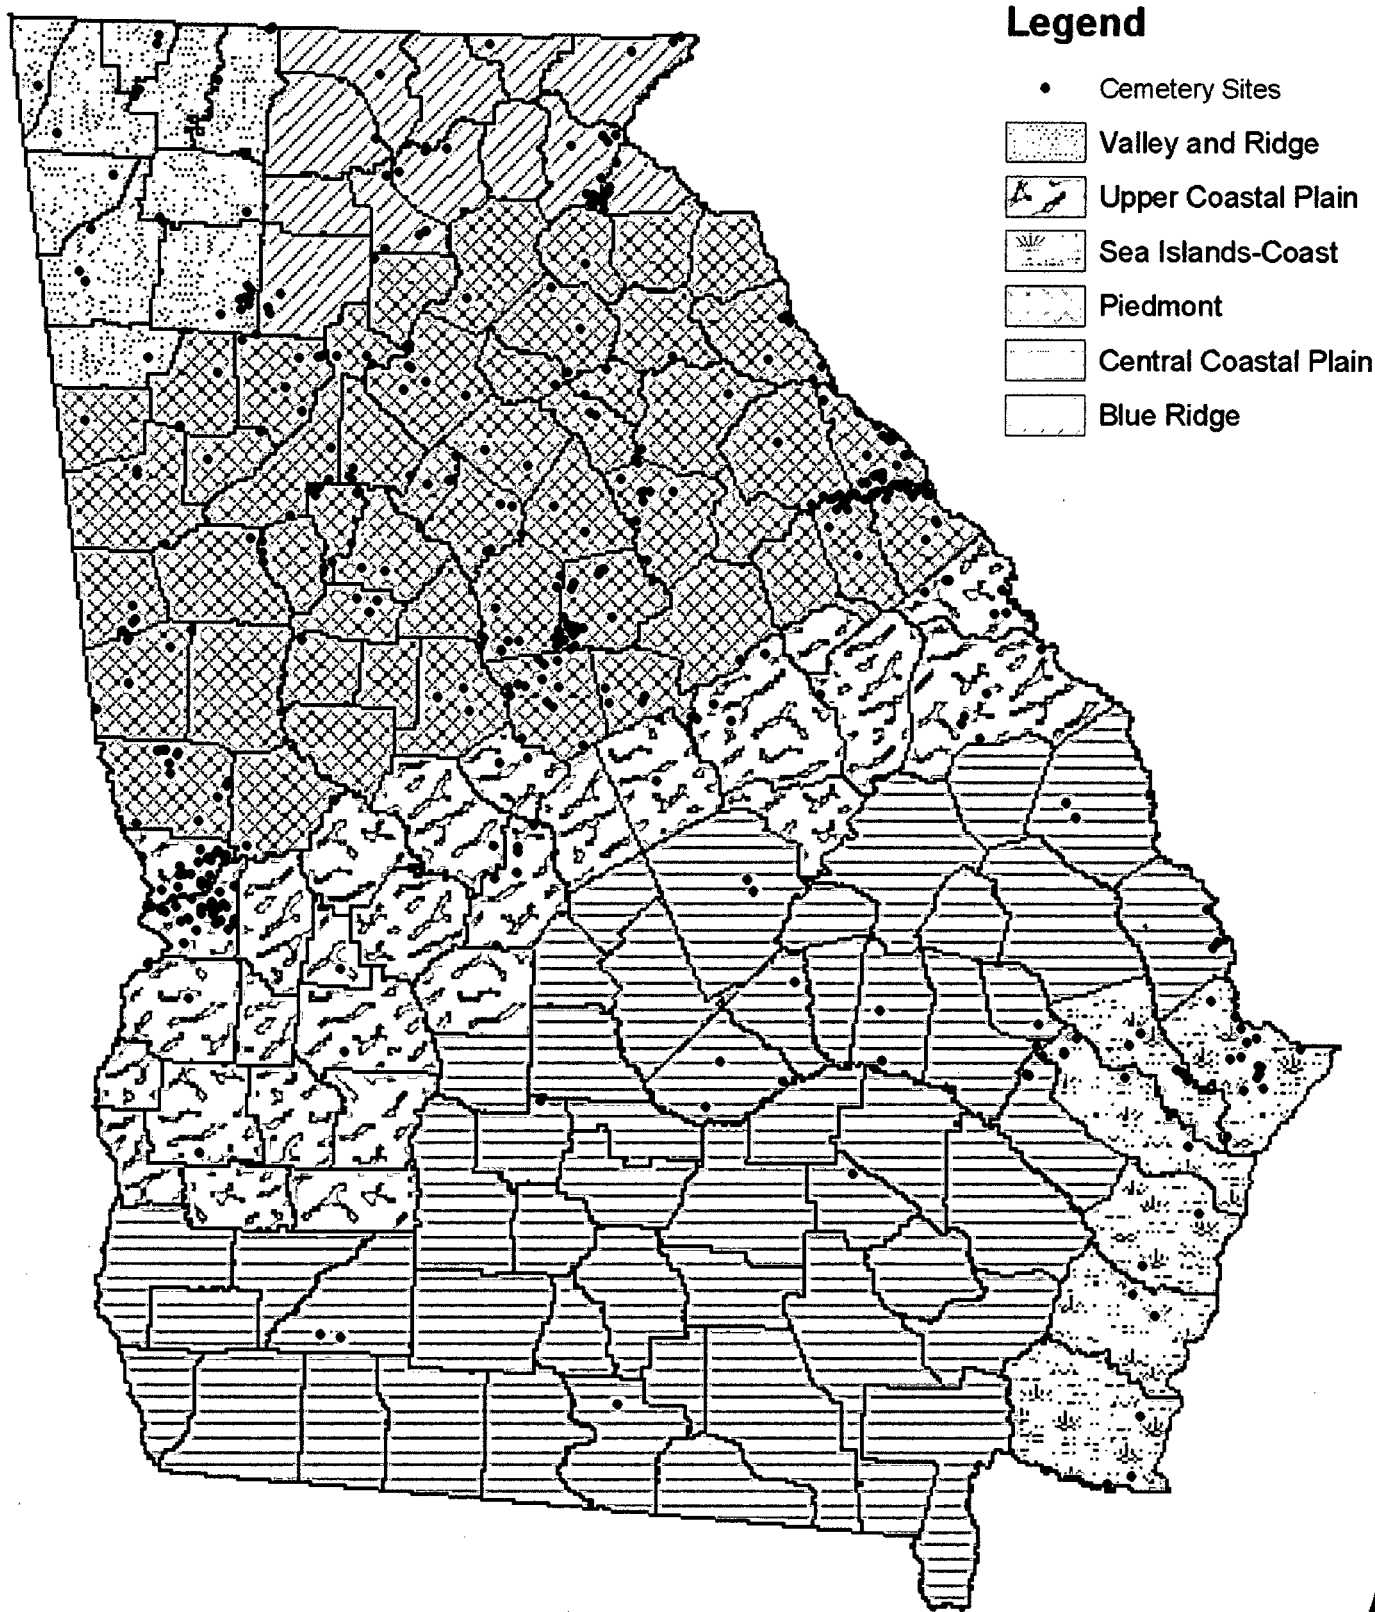 Legend
Cemetery Sites
Valley and Ridge
Upper Coastal Plain
Sea Islands-Coast
Piedmont
Central Coastal Plain
Blue Ridge